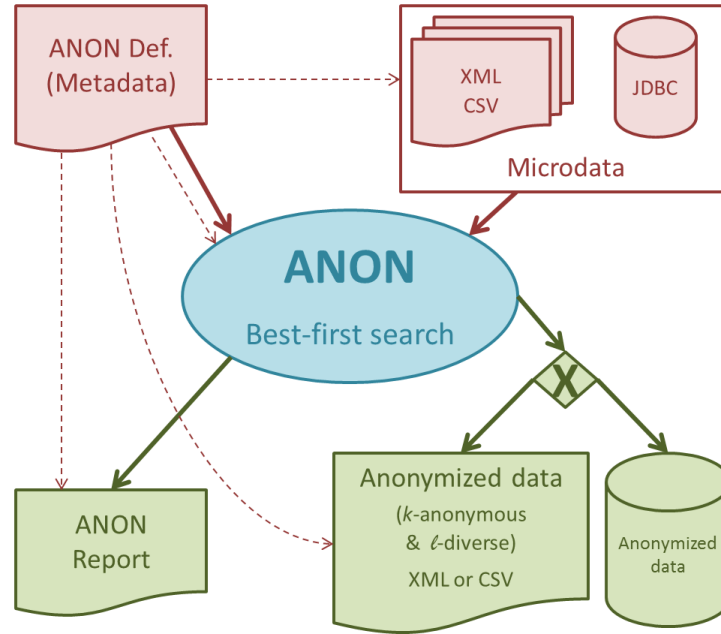 ANON Def.
(Metadata)
XML
CSV
JDBC
Microdata
ANON
Best-first search
X
ANON
Report
Anonymized data
(k-anonymous
& ℓ-diverse)
XML or CSV
Anonymized
data